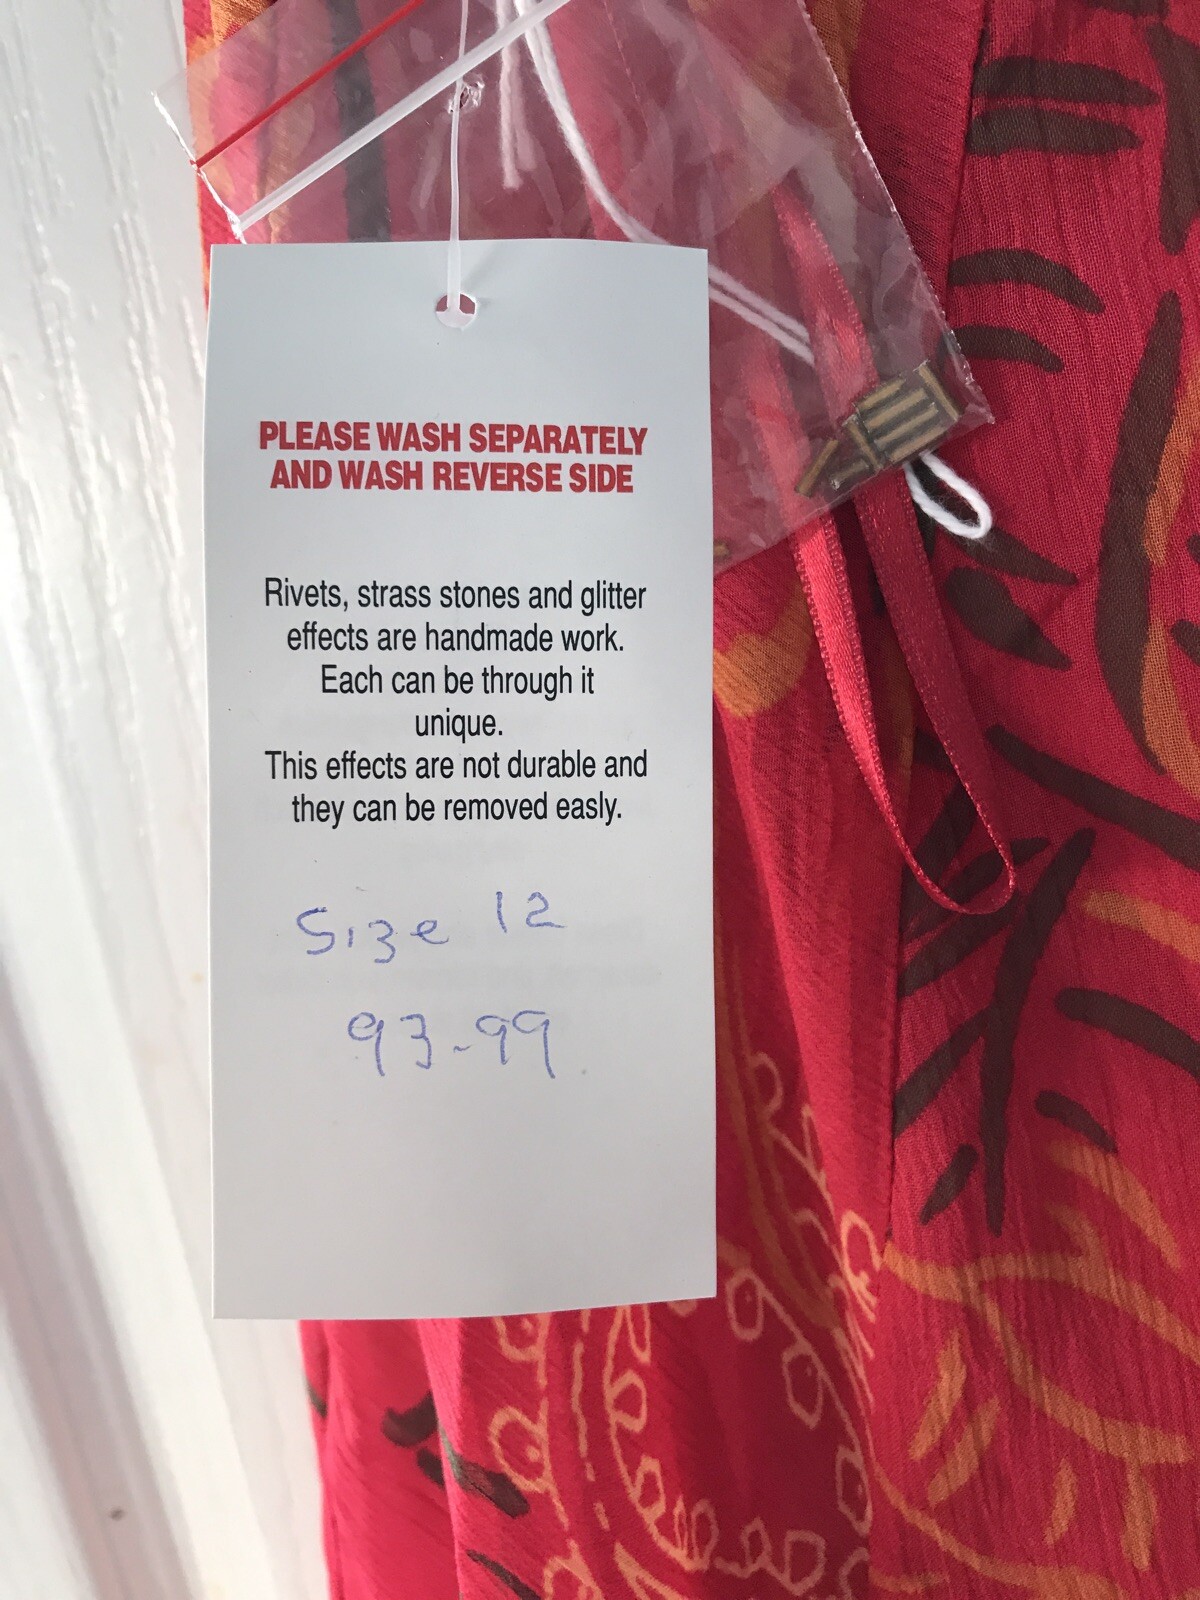 PLEASE WASH SEPARATELY
AND WASH REVERSE SIDE
Rivets, strass stones and glitter
effects are handmade work.
Each can be through it
unique.
This effects are not durable and
they can be removed easly.
Size 12
93-99